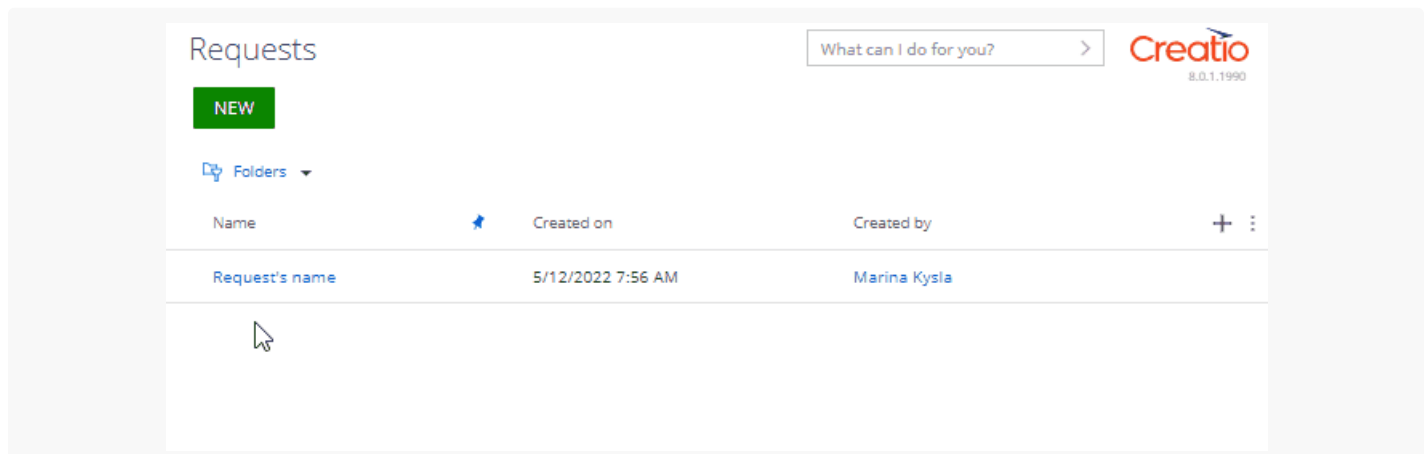 Requests
What can I do for you?
Creatio
8.0.1.1990
NEW
Folders
Name Created on Created by
Request's name 5/12/2022 7:56 AM Marina Kysla